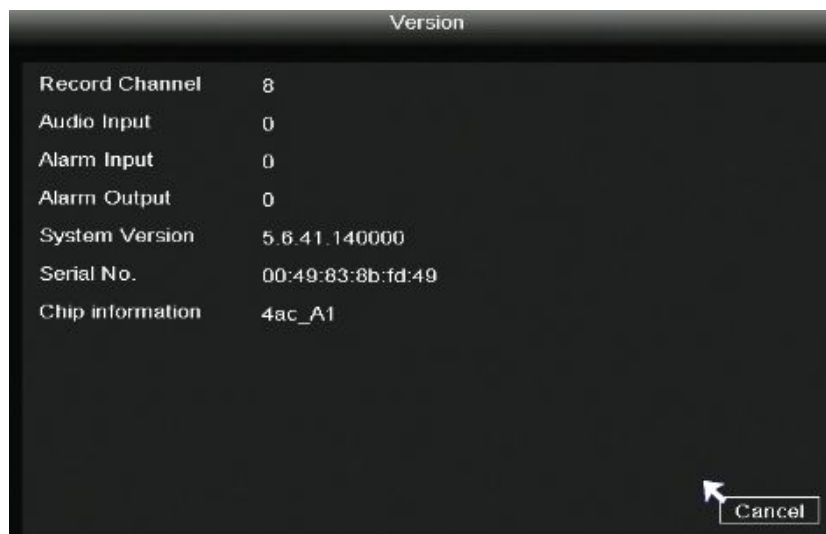 Version
Record Channel 8
Audio Input 0
Alarm Input 0
Alarm Output 0
System Version 5.6.41.140000
Serial No. 00:49:83:8b:fd:49
Chip information 4ac_A1
Cancel